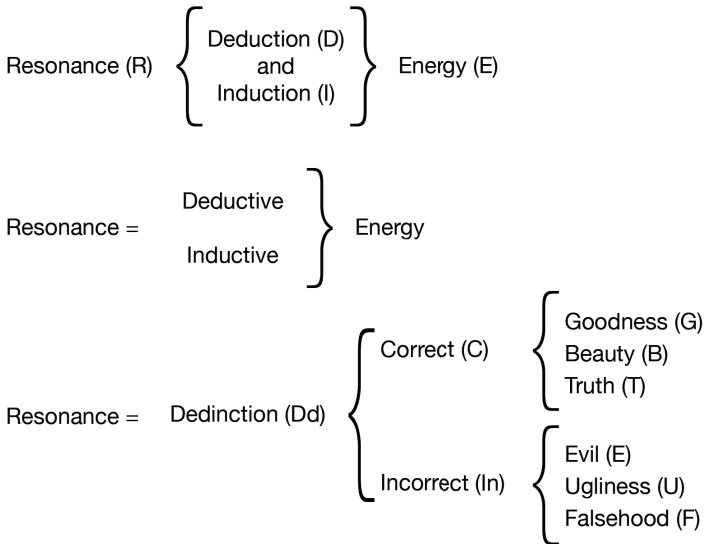 Deduction (D)
Resonance (R) and Energy (E)
Induction (I)
Deductive
Resonance = Energy
Inductive
Goodness (G)
Correct (C) Beauty (B)
Truth (T)
Resonance = Dedinction (Dd)
Evil (E)
Incorrect (In) Ugliness (U)
Falsehood (F)